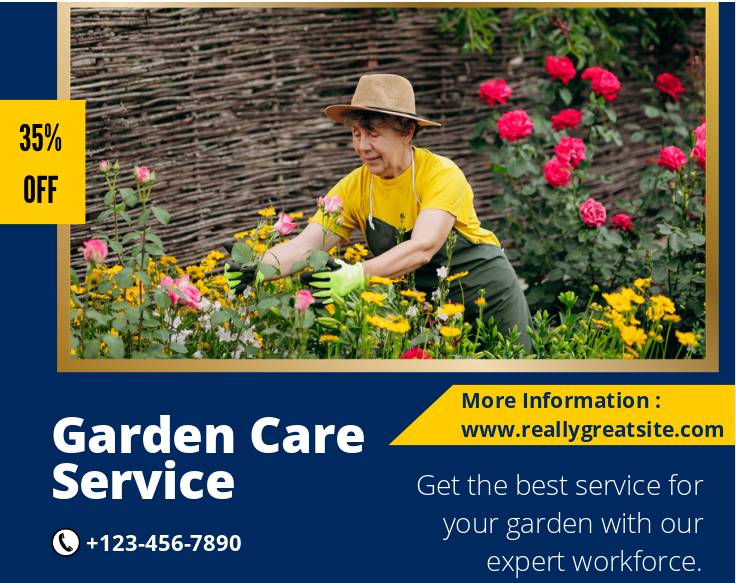 35%
OFF
More Information :
www.reallygreatsite.com
Garden Care
Service
+123-456-7890
Get the best service for
your garden with our
expert workforce.